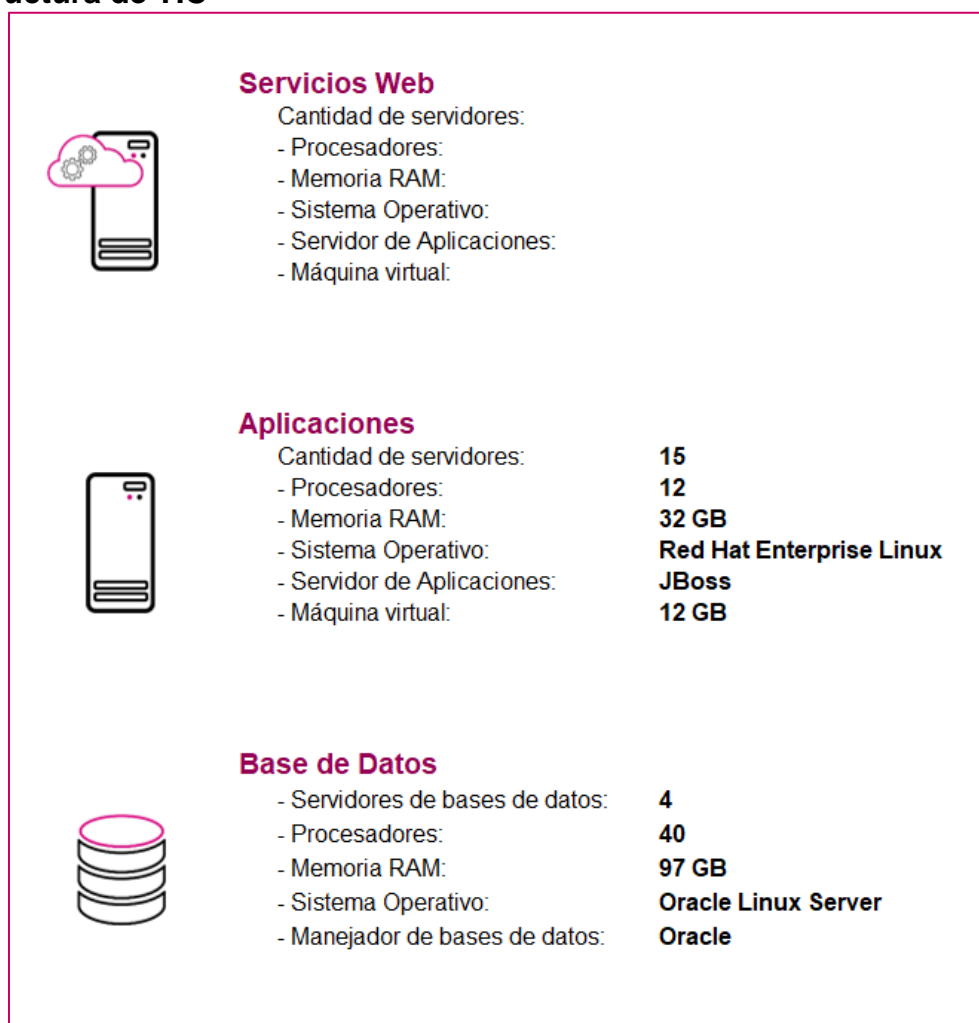 Servicios Web
Cantidad de servidores:
- Procesadores:
- Memoria RAM:
- Sistema Operativo:
- Servidor de Aplicaciones:
- Máquina virtual:
Aplicaciones
Cantidad de servidores: 15
- Procesadores: 12
- Memoria RAM: 32 GB
- Sistema Operativo: Red Hat Enterprise Linux
- Servidor de Aplicaciones: JBoss
- Máquina virtual: 12 GB
Base de Datos
- Servidores de bases de datos: 4
- Procesadores: 40
- Memoria RAM: 97 GB
- Sistema Operativo: Oracle Linux Server
- Manejador de bases de datos: Oracle